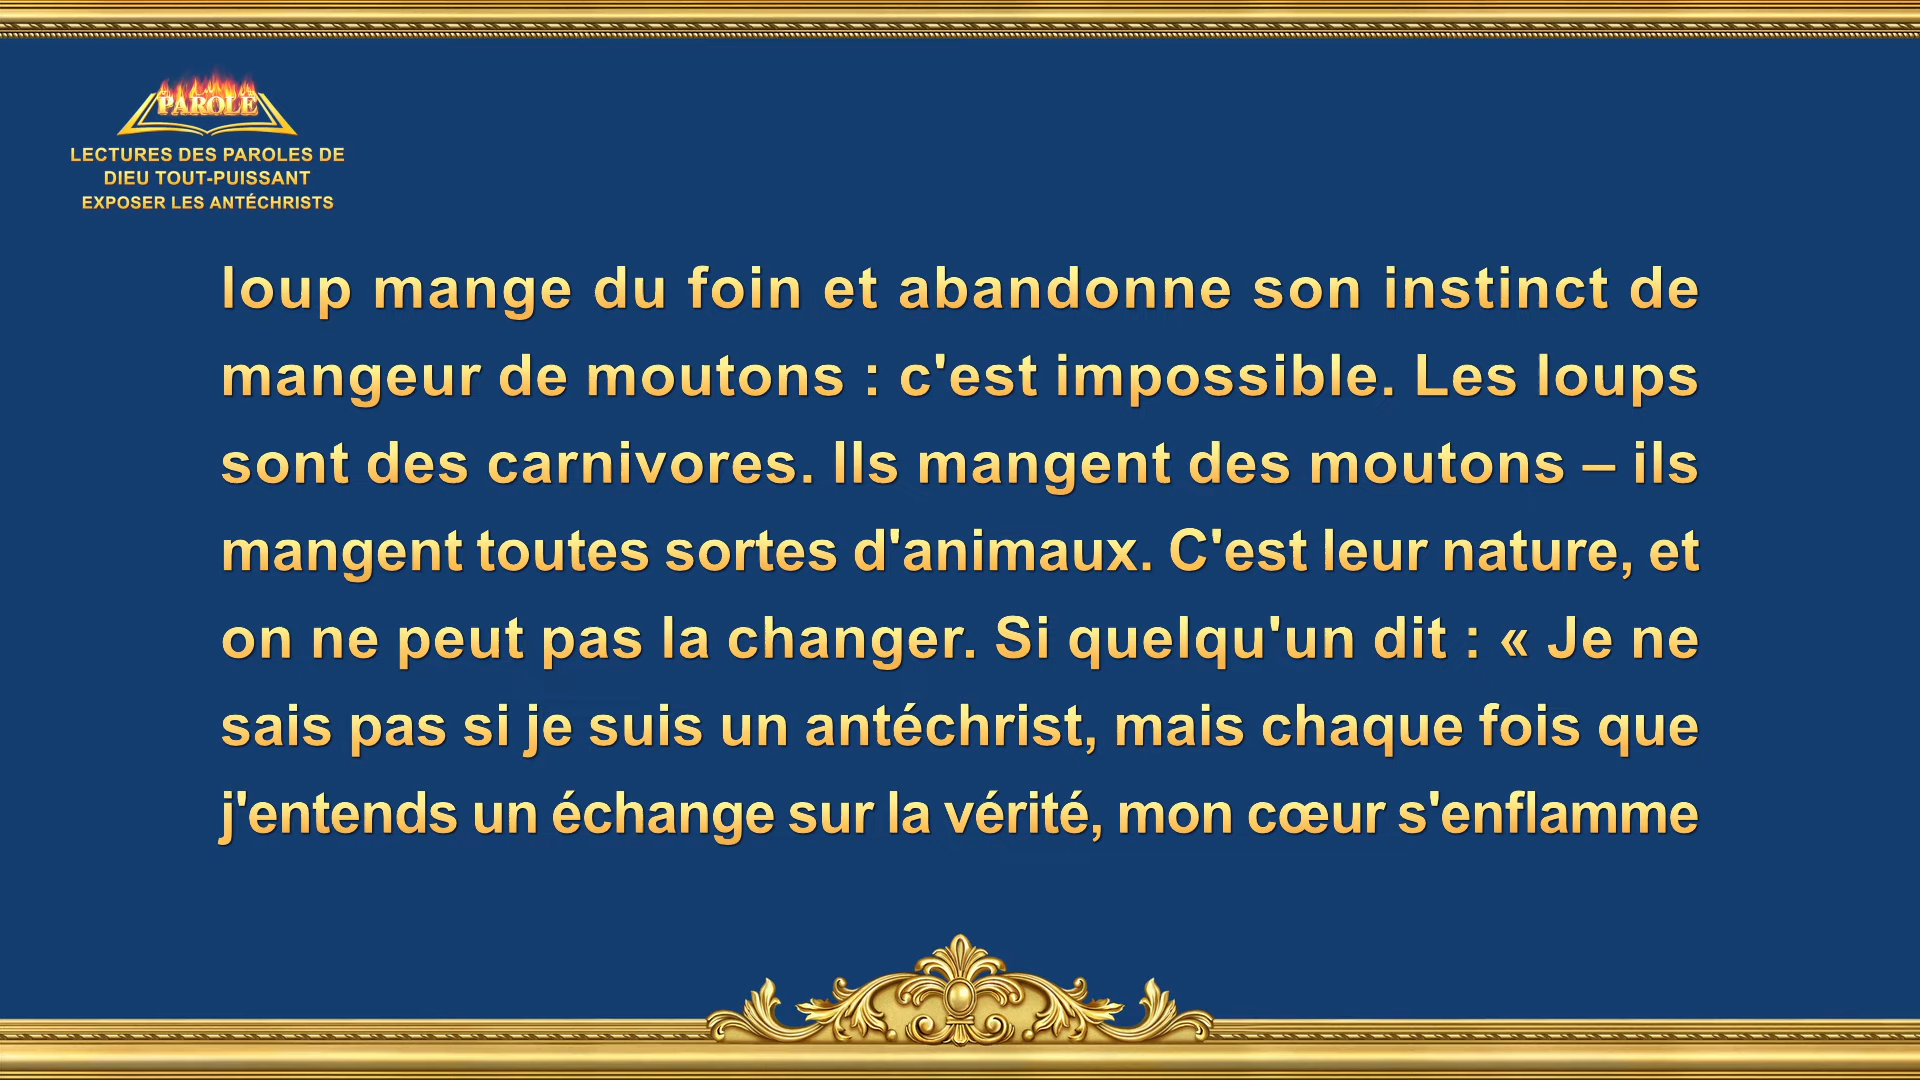 PAROLE
LECTURES DES PAROLES DE
DIEU TOUT-PUISSANT
EXPOSER LES ANTÉCHRISTS
loup mange du foin et abandonne son instinct de
mangeur de moutons : c'est impossible. Les loups
sont des carnivores. Ils mangent des moutons – ils
mangent toutes sortes d'animaux. C'est leur nature, et
on ne peut pas la changer. Si quelqu'un dit : « Je ne
sais pas si je suis un antéchrist, mais chaque fois que
j'entends un échange sur la vérité, mon cœur s'enflamme